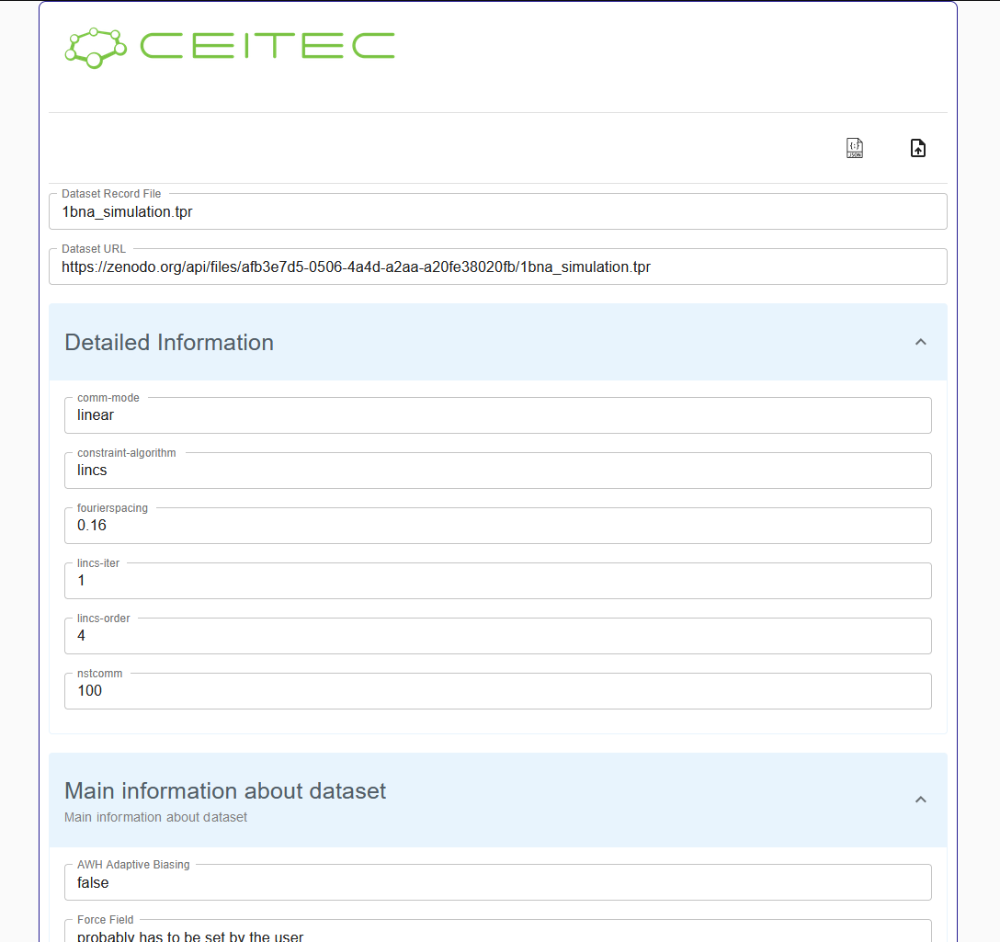 CEITEC
{:}
JSON
Dataset Record File
1bna_simulation.tpr
Dataset URL
https://zenodo.org/api/files/afb3e7d5-0506-4a4d-a2aa-a20fe38020fb/1bna_simulation.tpr
Detailed Information
comm-mode
linear
constraint-algorithm
lincs
fourierspacing
0.16
lincs-iter
1
lincs-order
4
nstcomm
100
Main information about dataset
Main information about dataset
AWH Adaptive Biasing
false
Force Field
probably has to be set by the user